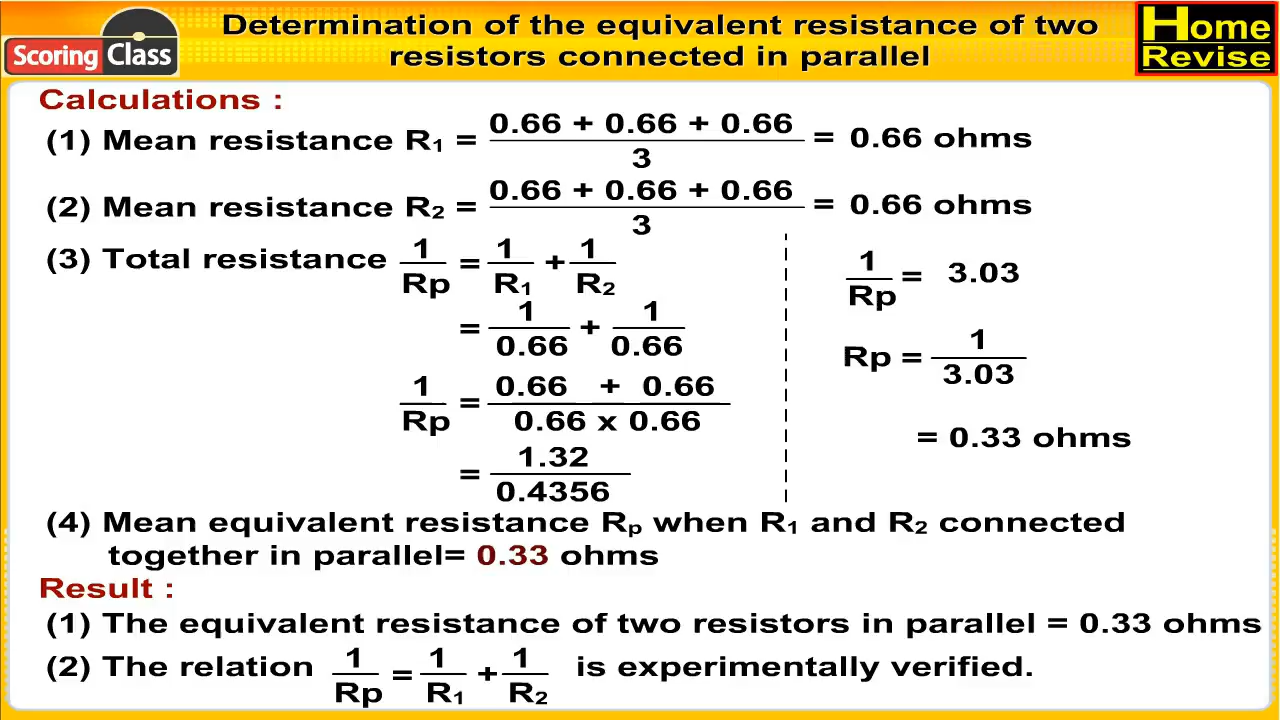 Scoring Class
Determination of the equivalent resistance of two
resistors connected in parallel
Home
Revise
Calculations :
(1) Mean resistance R₁ = (0.66 + 0.66 + 0.66) / 3 = 0.66 ohms
(2) Mean resistance R₂ = (0.66 + 0.66 + 0.66) / 3 = 0.66 ohms
(3) Total resistance 1/Rp = 1/R₁ + 1/R₂
= 1/0.66 + 1/0.66
1/Rp = (0.66 + 0.66) / (0.66 x 0.66)
= 1.32/0.4356
1/Rp = 3.03
Rp = 1/3.03
= 0.33 ohms
(4) Mean equivalent resistance Rp when R₁ and R₂ connected
together in parallel= 0.33 ohms
Result :
(1) The equivalent resistance of two resistors in parallel = 0.33 ohms
(2) The relation 1/Rp = 1/R₁ + 1/R₂ is experimentally verified.